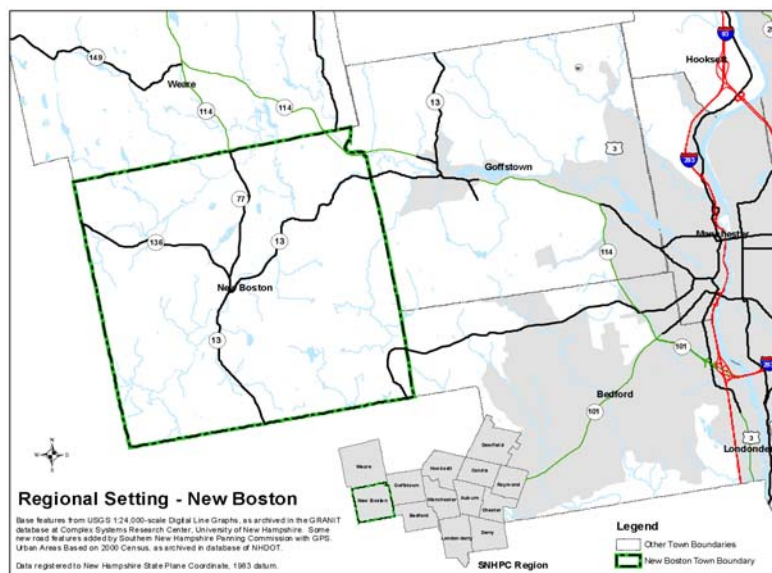 93
Hooksett
3
149
Weare
13
114
114
Goffstown
3
293
77
136
13
Manchester
114
New Boston
13
101
Bedford
101
3
Deerfield
Weare
Hooksett
Candia
Goffstown
Raymond
New Boston
Manchester
Auburn
Bedford
Chester
Londonderry
Derry
Regional Setting - New Boston
Base features from USGS 1:24,000-scale Digital Line Graphs, as archived in the GRANIT
database at Complex Systems Research Center, University of New Hampshire. Some
new road features added by Southern New Hampshire Panning Commission with GPS.
Urban Areas Based on 2000 Census, as archived in database of NHDOT.
Data registered to New Hampshire State Plane Coordinate, 1983 datum.
SNHPC Region
Legend
Other Town Boundaries
New Boston Town Boundary